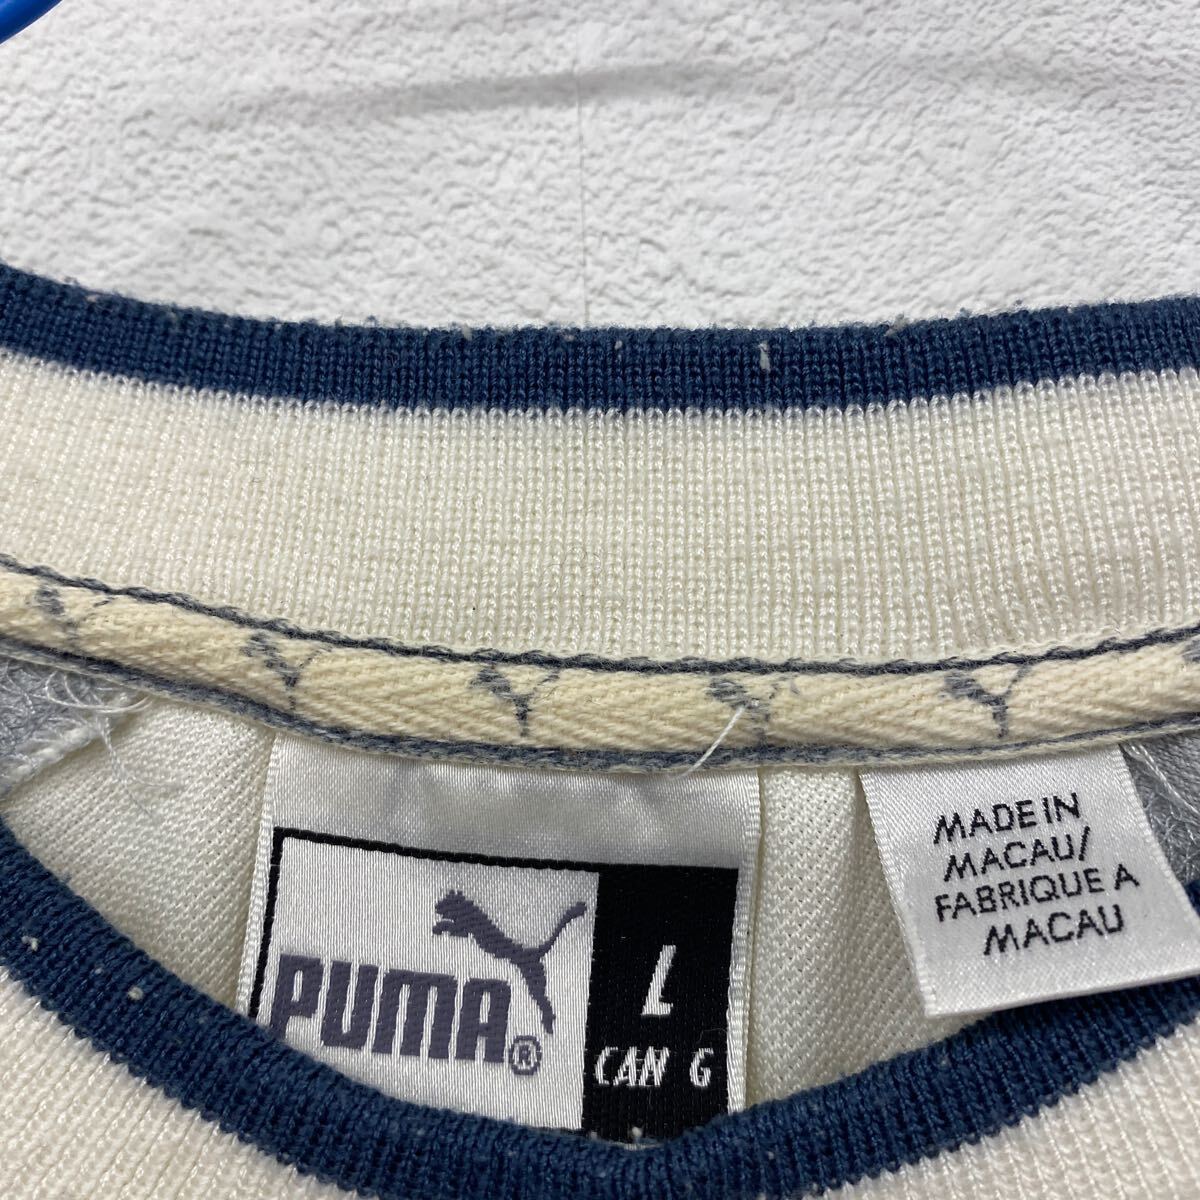 PUMA®
L
CAN G
MADE IN
MACAU/
FABRIQUE A
MACAU